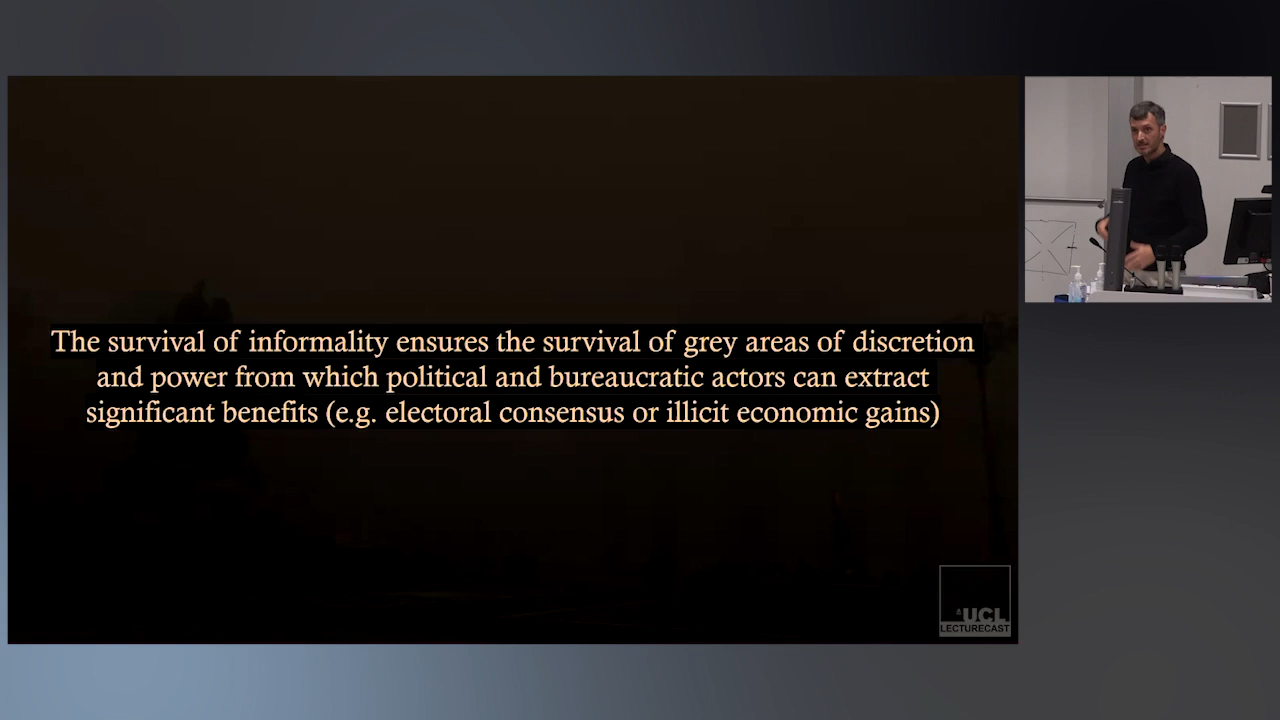 The survival of informality ensures the survival of grey areas of discretion
and power from which political and bureaucratic actors can extract
significant benefits (e.g. electoral consensus or illicit economic gains)
UCL
LECTURECAST